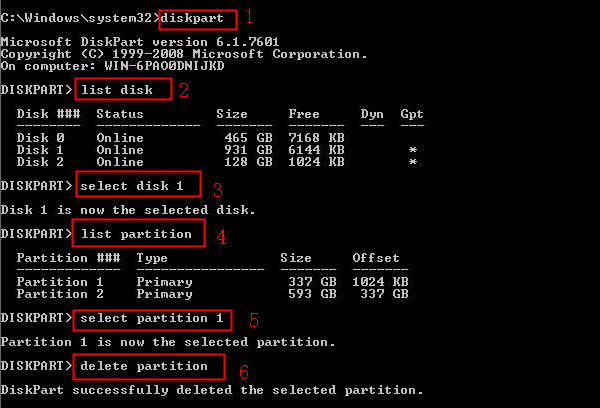 C:\Windows\system32>diskpart 1
Microsoft DiskPart version 6.1.7601
Copyright (C) 1999-2008 Microsoft Corporation.
On computer: WIN-6PAO0DNIJKD
DISKPART> list disk 2
Disk ### Status Size Free Dyn Gpt
-------- ------------- ------- ------- --- ---
Disk 0 Online 465 GB 7168 KB
Disk 1 Online 931 GB 6144 KB *
Disk 2 Online 128 GB 1024 KB *
DISKPART> select disk 1 3
Disk 1 is now the selected disk.
DISKPART> list partition 4
Partition ### Type Size Offset
------------- ---------------- ------- -------
Partition 1 Primary 337 GB 1024 KB
Partition 2 Primary 593 GB 337 GB
DISKPART> select partition 1 5
Partition 1 is now the selected partition.
DISKPART> delete partition 6
DiskPart successfully deleted the selected partition.